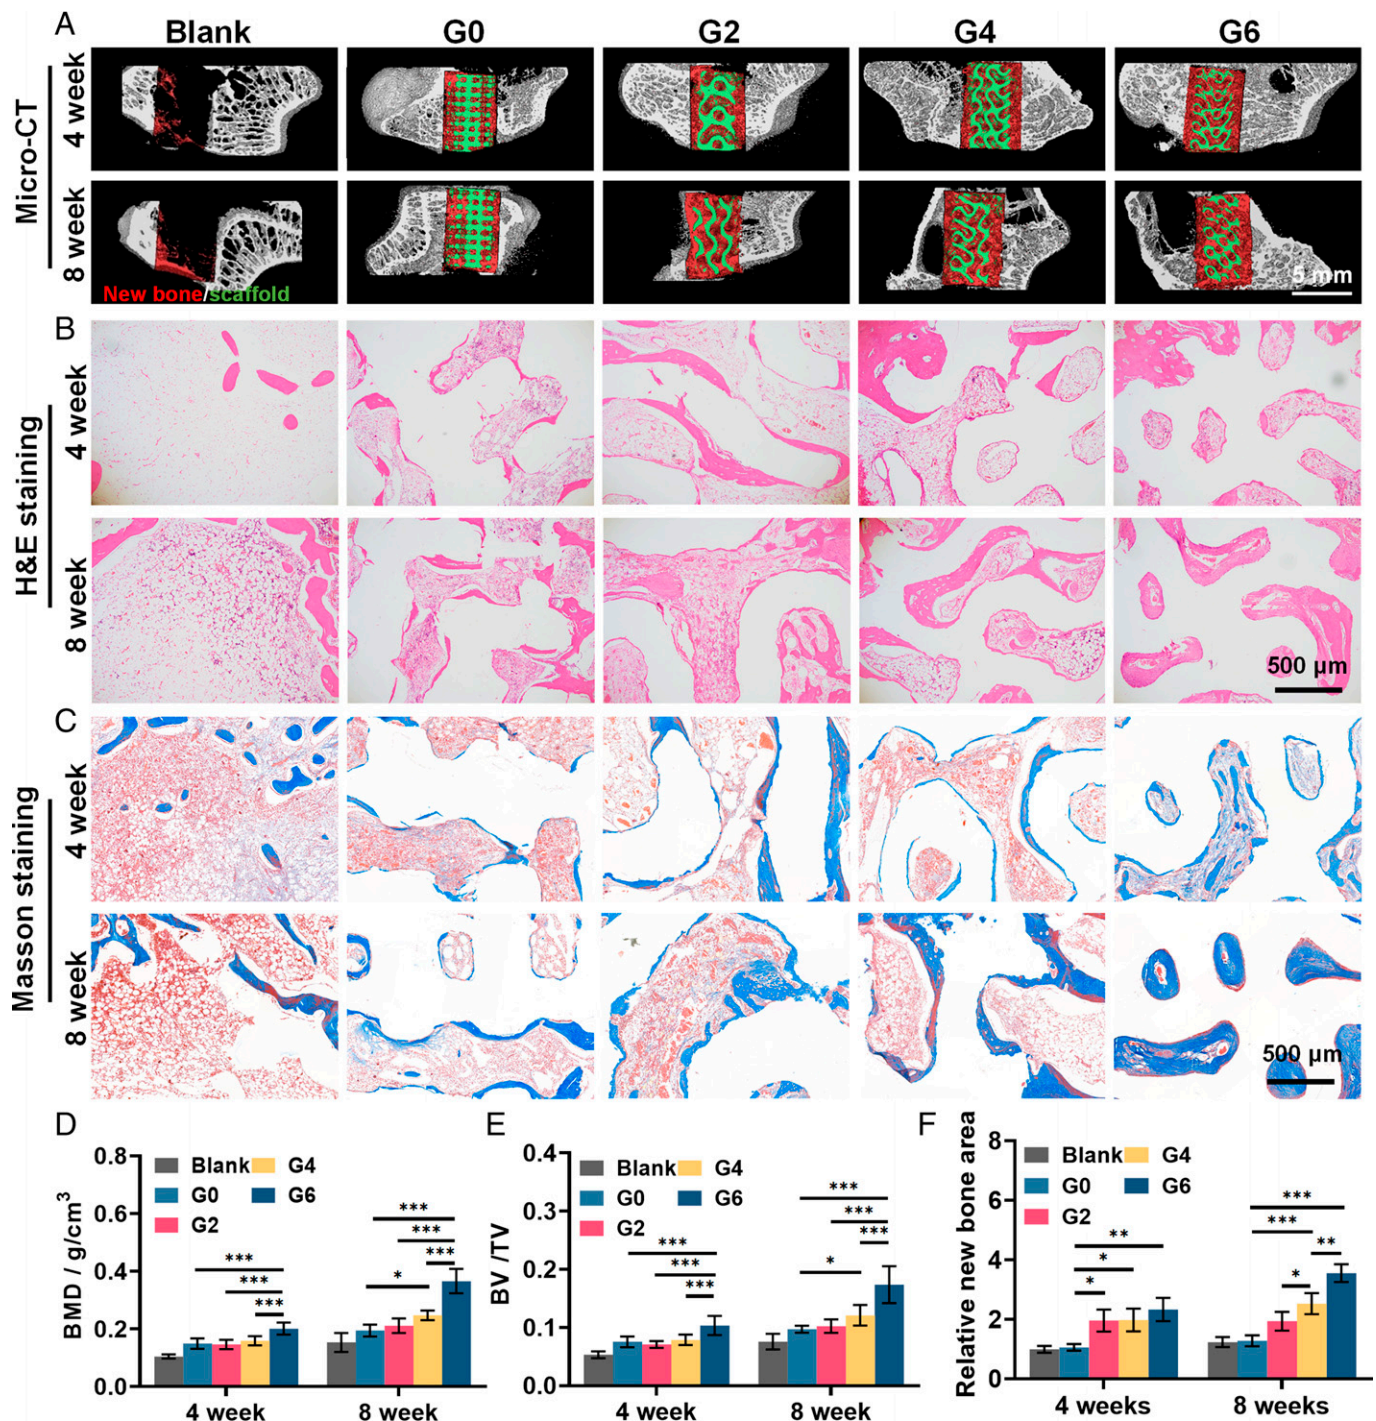 A
Blank G0 G2 G4 G6
Micro-CT
4 week
8 week
New bone/scaffold
5 mm
B
H&E staining
4 week
8 week
500 μm
C
Masson staining
4 week
8 week
500 μm
D
BMD / g/cm³
0.8
0.6
0.4
0.2
0.0
Blank G4
G0 G6
G2
***
***
***
***
***
***
*
4 week 8 week
E
BV /TV
0.4
0.3
0.2
0.1
0.0
Blank G4
G0 G6
G2
***
***
***
***
***
***
*
4 week 8 week
F
Relative new bone area
8
6
4
2
0
Blank G4
G0 G6
G2
**
*
*
***
***
**
*
4 weeks 8 weeks